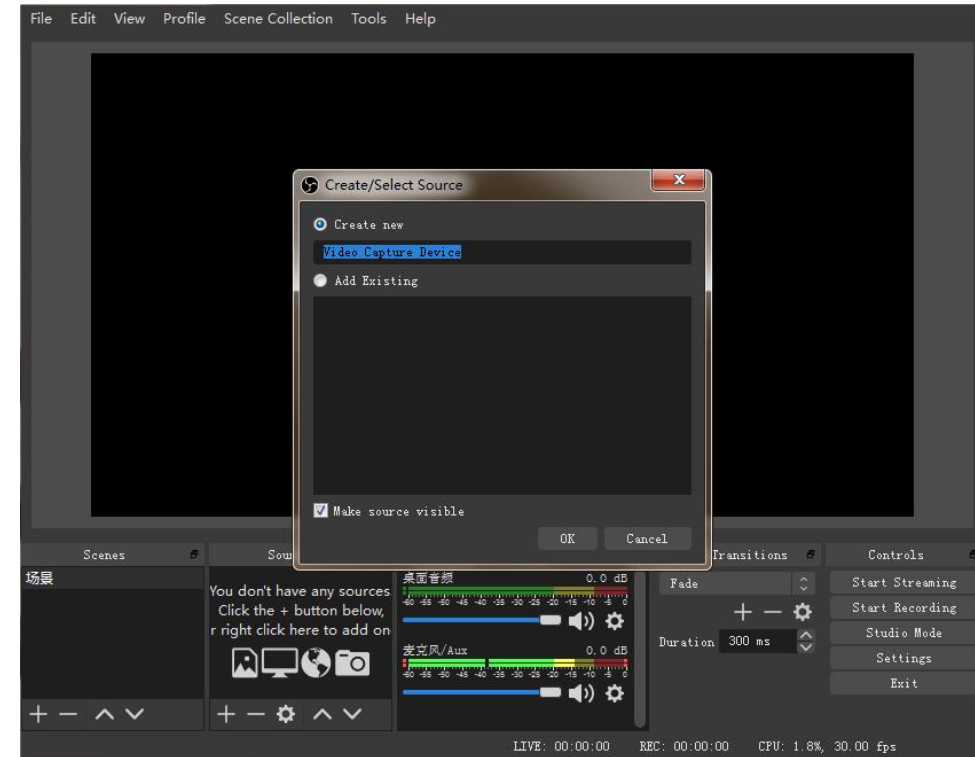 File Edit View Profile Scene Collection Tools Help
Create/Select Source
Create new
Video Capture Device
Add Existing
Make source visible
OK Cancel
Scenes
场景
Sou
You don't have any sources
Click the + button below,
r right click here to add on
桌面音频 0.0 dB
-60 -55 -50 -45 -40 -35 -30 -25 -20 -15 -10 -5 0
麦克风/Aux 0.0 dB
-60 -55 -50 -45 -40 -35 -30 -25 -20 -15 -10 -5 0
Transitions
Fade
Duration 300 ms
Controls
Start Streaming
Start Recording
Studio Mode
Settings
Exit
LIVE: 00:00:00 REC: 00:00:00 CPU: 1.8%, 30.00 fps